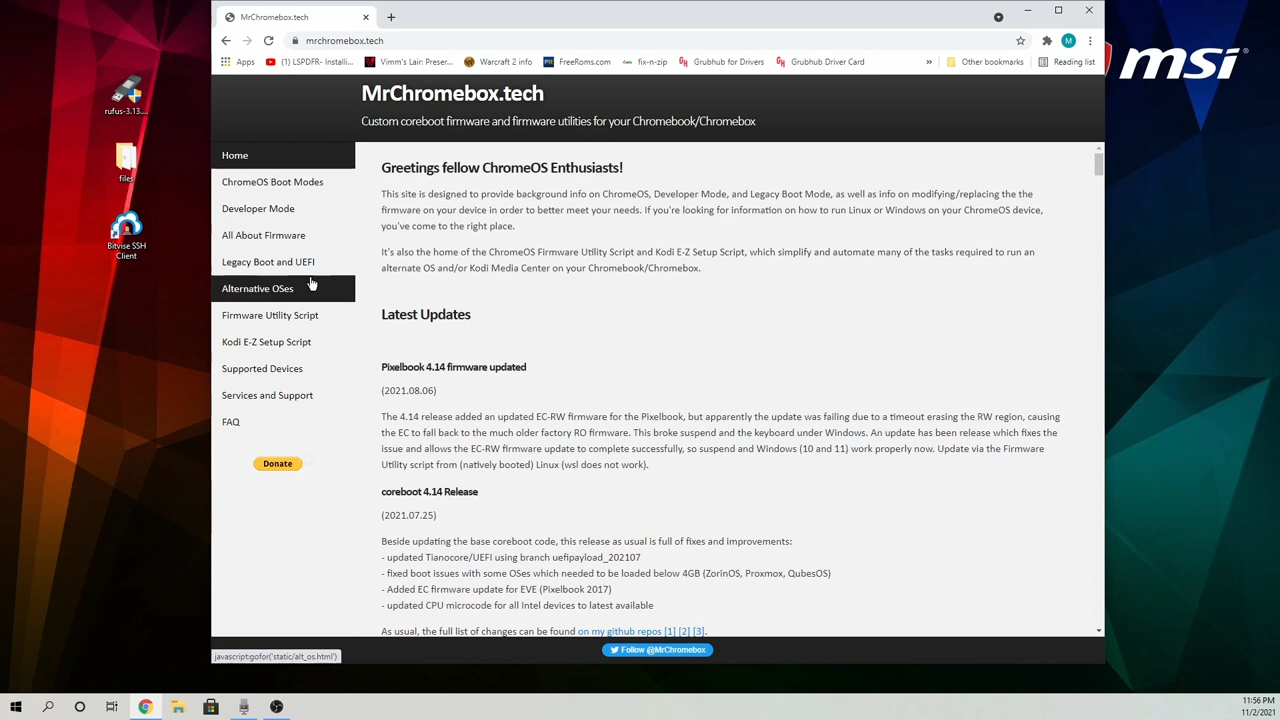 MrChromebox.tech
mrchromebox.tech
Apps
(1) LSPDFR- Installi...
Vimm's Lair: Preser...
Warcraft 2 info
FreeRoms.com
fix-n-zip
Grubhub for Drivers
Grubhub Driver Card
»
Other bookmarks
Reading list
M
msi
rufus-3.13....
files
Bitvise SSH
Client
MrChromebox.tech
Custom coreboot firmware and firmware utilities for your Chromebook/Chromebox
Home
ChromeOS Boot Modes
Developer Mode
All About Firmware
Legacy Boot and UEFI
Alternative OSes
Firmware Utility Script
Kodi E-Z Setup Script
Supported Devices
Services and Support
FAQ
Donate
Greetings fellow ChromeOS Enthusiasts!
This site is designed to provide background info on ChromeOS, Developer Mode, and Legacy Boot Mode, as well as info on modifying/replacing the the
firmware on your device in order to better meet your needs. If you're looking for information on how to run Linux or Windows on your ChromeOS device,
you've come to the right place.
It's also the home of the ChromeOS Firmware Utility Script and Kodi E-Z Setup Script, which simplify and automate many of the tasks required to run an
alternate OS and/or Kodi Media Center on your Chromebook/Chromebox.
Latest Updates
Pixelbook 4.14 firmware updated
(2021.08.06)
The 4.14 release added an updated EC-RW firmware for the Pixelbook, but apparently the update was failing due to a timeout erasing the RW region, causing
the EC to fall back to the much older factory RO firmware. This broke suspend and the keyboard under Windows. An update has been release which fixes the
issue and allows the EC-RW firmware update to complete successfully, so suspend and Windows (10 and 11) work properly now. Update via the Firmware
Utility script from (natively booted) Linux (wsl does not work).
coreboot 4.14 Release
(2021.07.25)
Beside updating the base coreboot code, this release as usual is full of fixes and improvements:
- updated Tianocore/UEFI using branch uefipayload_202107
- fixed boot issues with some OSes which needed to be loaded below 4GB (ZorinOS, Proxmox, QubesOS)
- Added EC firmware update for EVE (Pixelbook 2017)
- updated CPU microcode for all Intel devices to latest available
As usual, the full list of changes can be found on my github repos [1] [2] [3].
Follow @MrChromebox
javascript:gofor('static/alt_os.html')
11:56 PM
11/2/2021